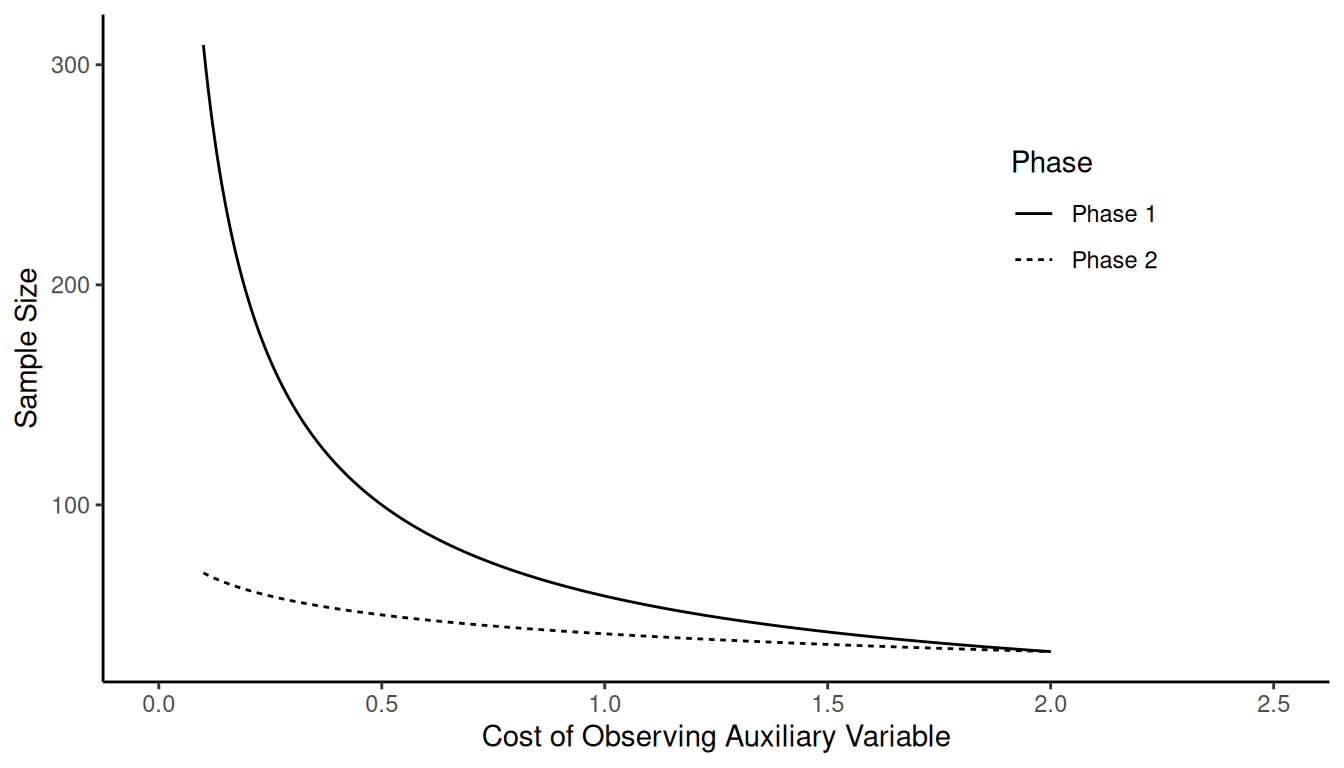 300
200
100
Sample Size
0.0 0.5 1.0 1.5 2.0 2.5
Cost of Observing Auxiliary Variable
Phase
Phase 1
Phase 2